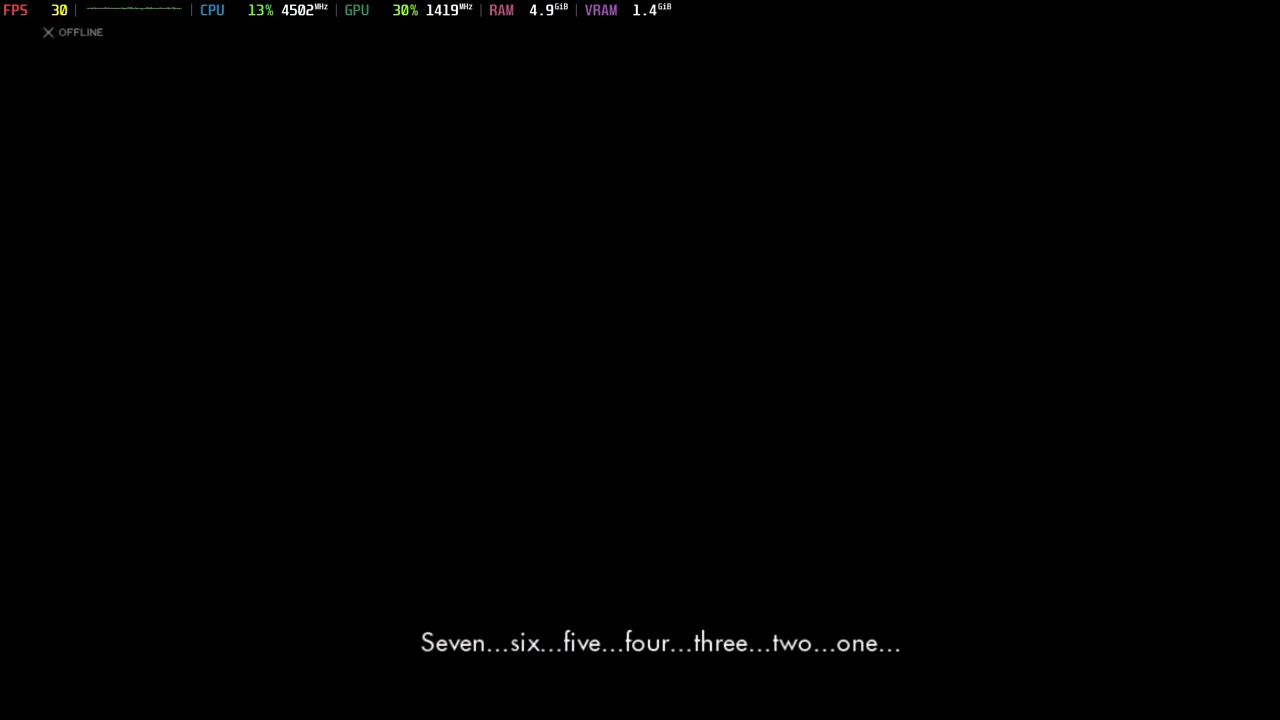 FPS 30 | CPU 13% 4502MHz | GPU 30% 1419MHz | RAM 4.9GiB | VRAM 1.4GiB
OFFLINE
Seven...six...five...four...three...two...one...